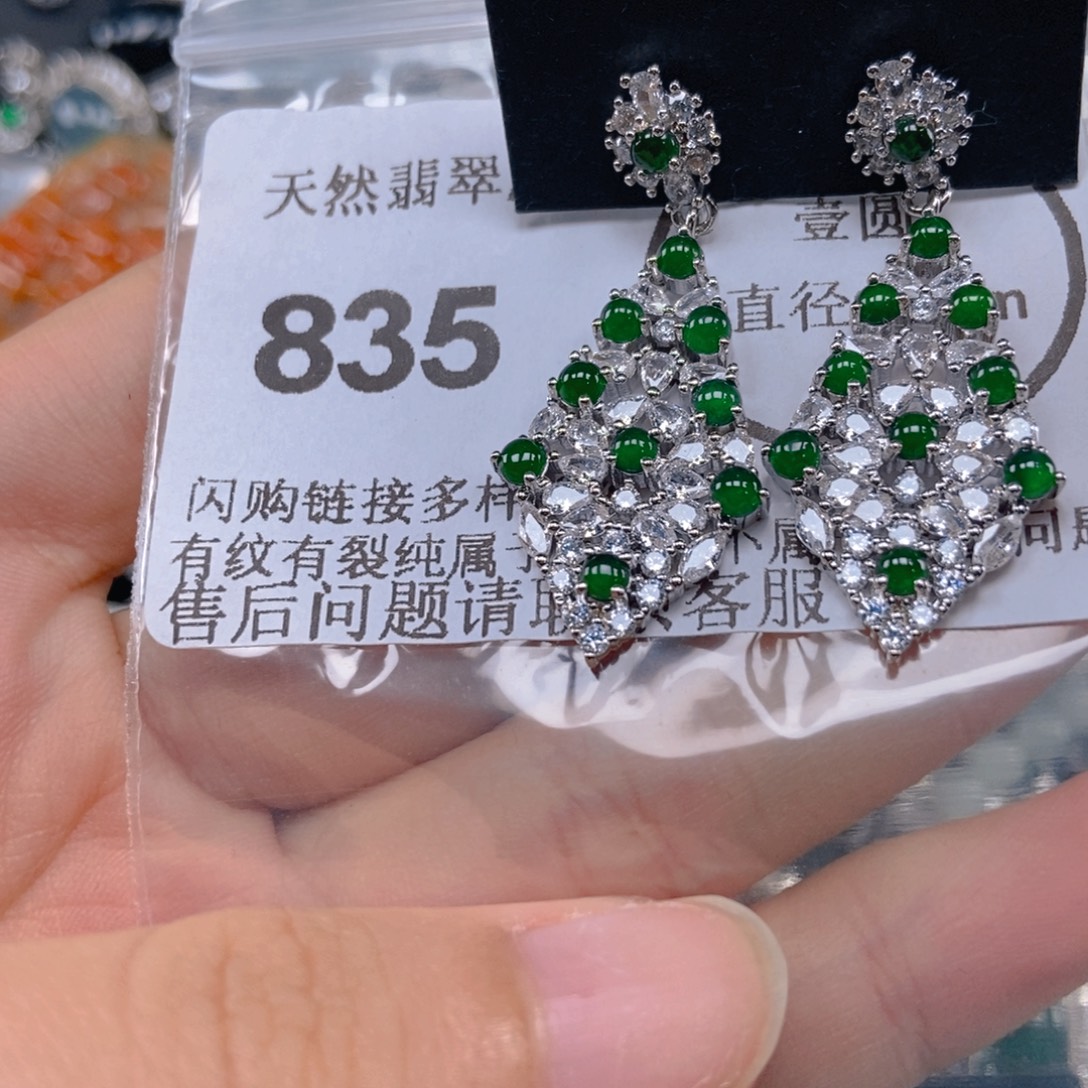 天然翡翠
壹圆
835
直径
闪购链接多样
有纹有裂纯属
售后问题请联 客服